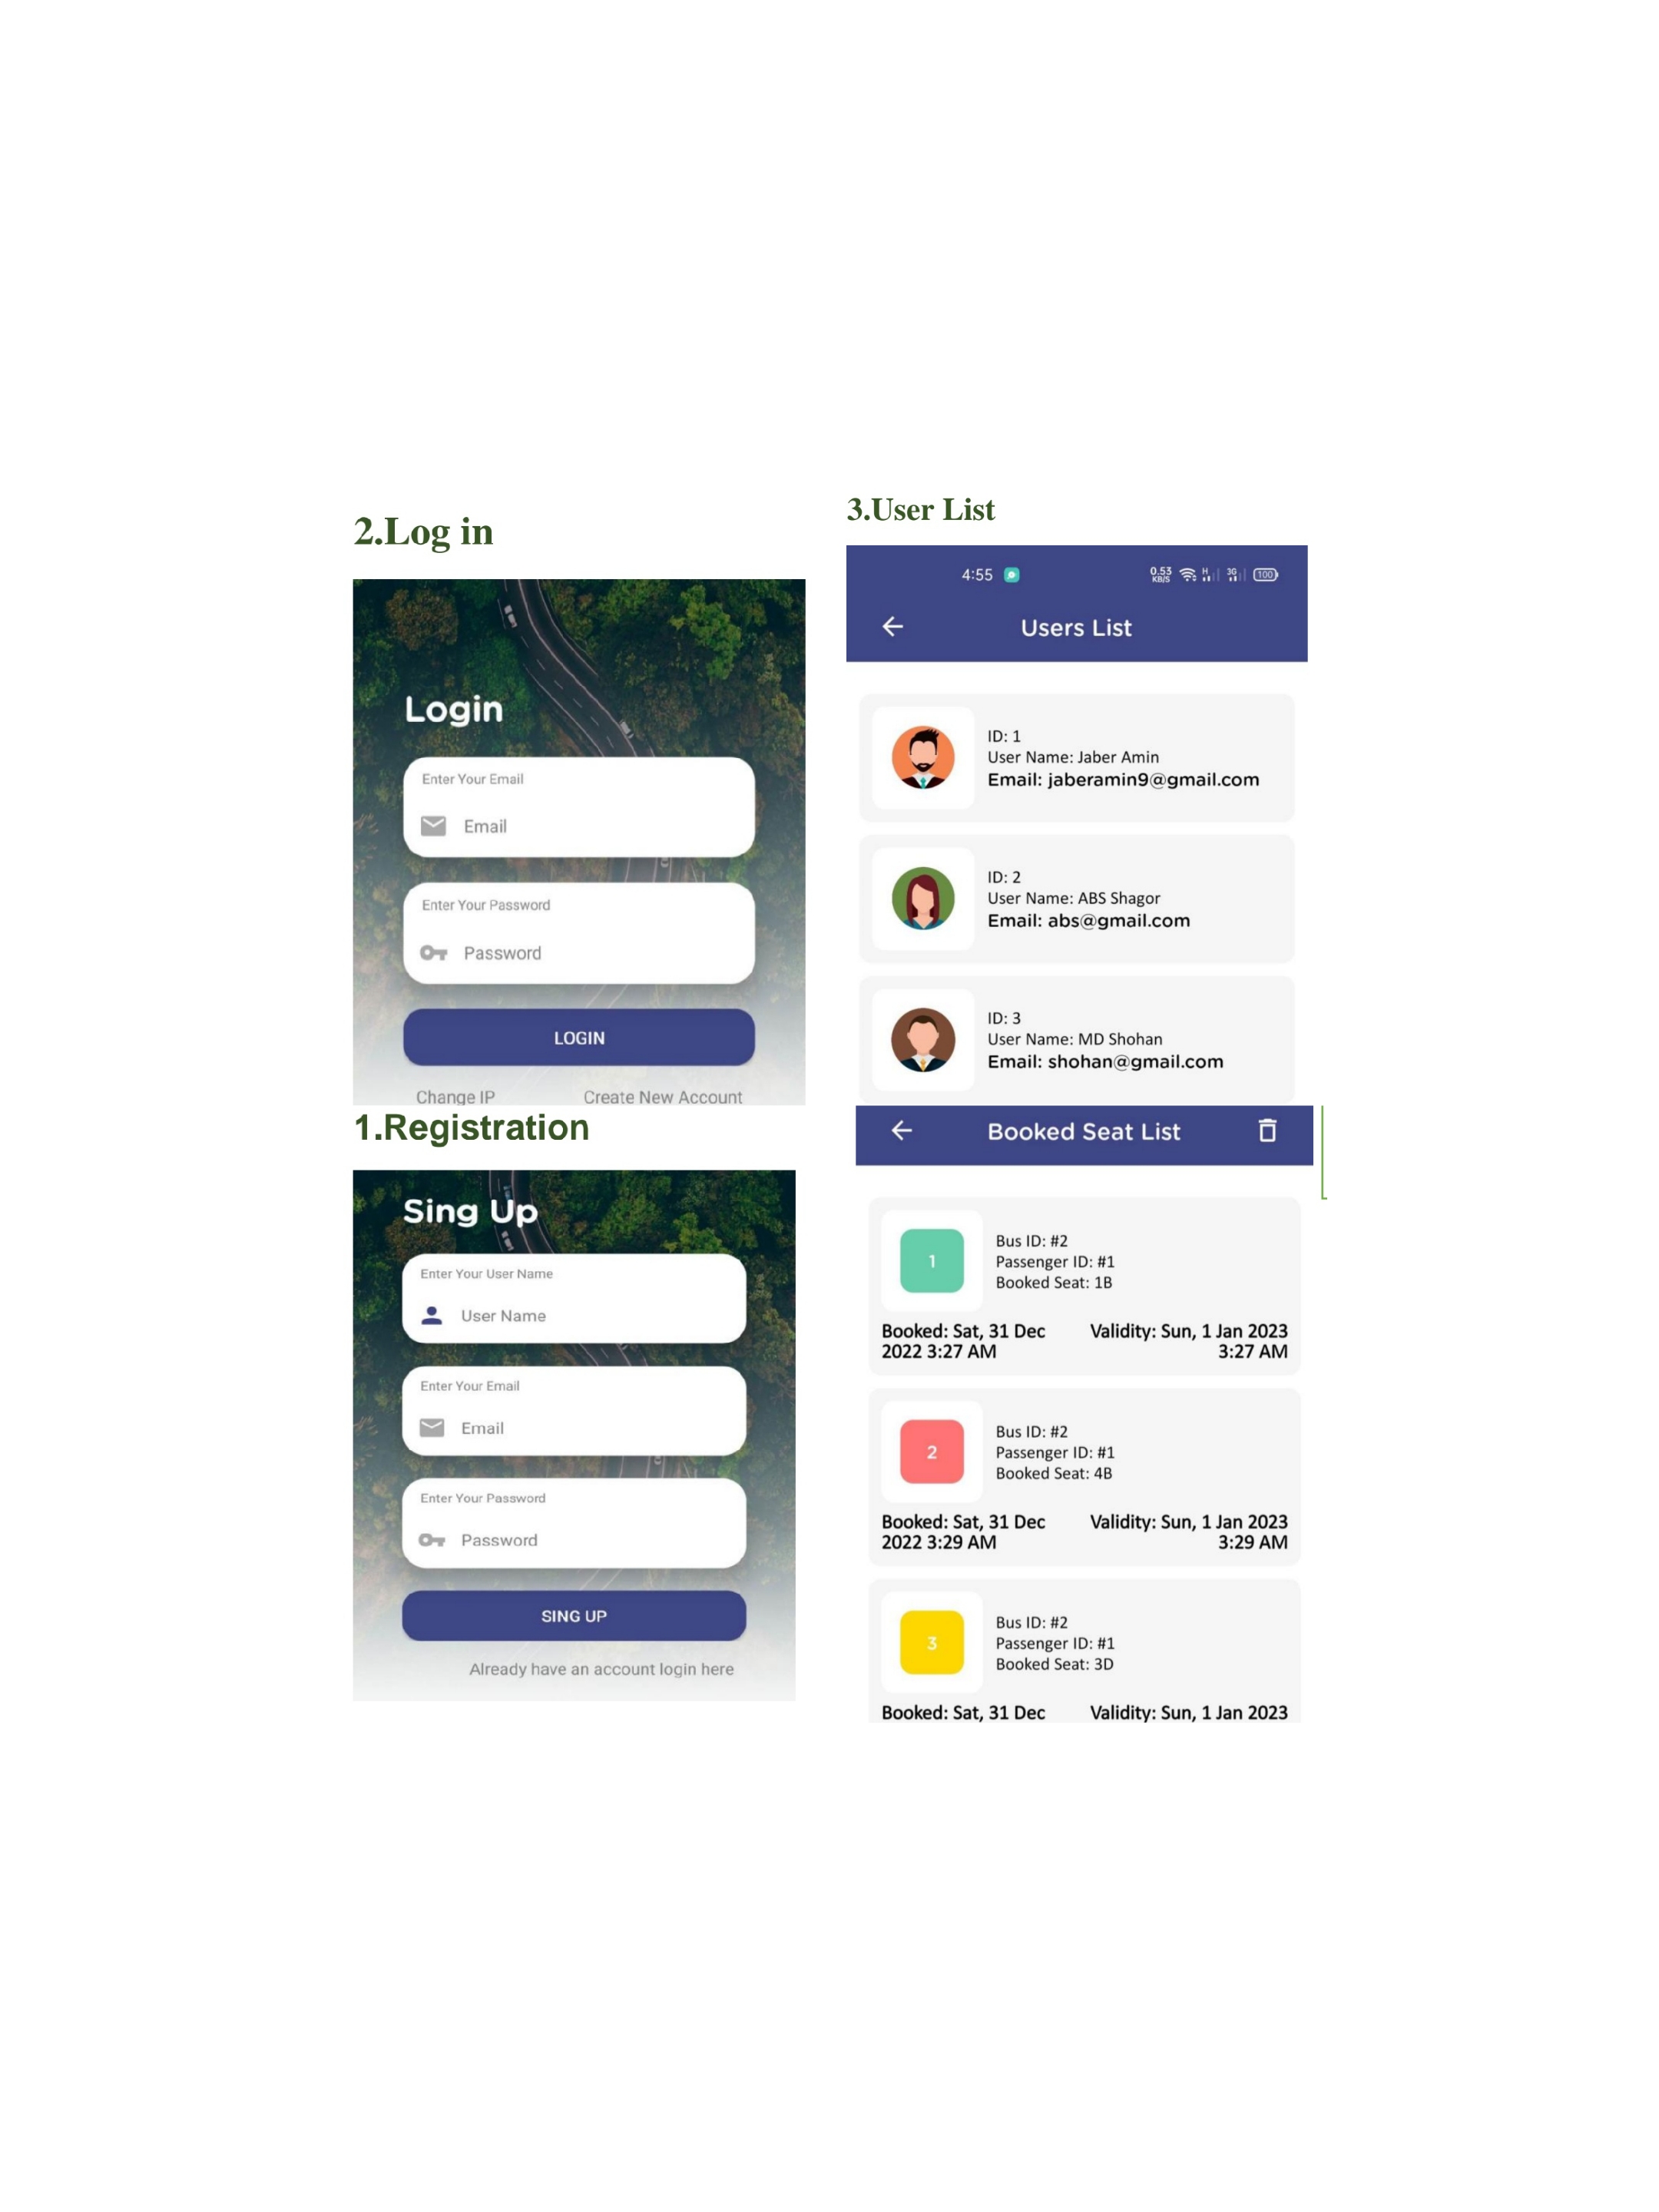 2.Log in
Login
Enter Your Email
Email
Enter Your Password
Password
LOGIN
Change IP Create New Account
1.Registration
Sing Up
Enter Your User Name
User Name
Enter Your Email
Email
Enter Your Password
Password
SING UP
Already have an account login here
3.User List
4:55 0.53 KB/S H 3G 100
Users List
ID: 1
User Name: Jaber Amin
Email: jaberamin9@gmail.com
ID: 2
User Name: ABS Shagor
Email: abs@gmail.com
ID: 3
User Name: MD Shohan
Email: shohan@gmail.com
Booked Seat List
1
Bus ID: #2
Passenger ID: #1
Booked Seat: 1B
Booked: Sat, 31 Dec Validity: Sun, 1 Jan 2023
2022 3:27 AM 3:27 AM
2
Bus ID: #2
Passenger ID: #1
Booked Seat: 4B
Booked: Sat, 31 Dec Validity: Sun, 1 Jan 2023
2022 3:29 AM 3:29 AM
3
Bus ID: #2
Passenger ID: #1
Booked Seat: 3D
Booked: Sat, 31 Dec Validity: Sun, 1 Jan 2023